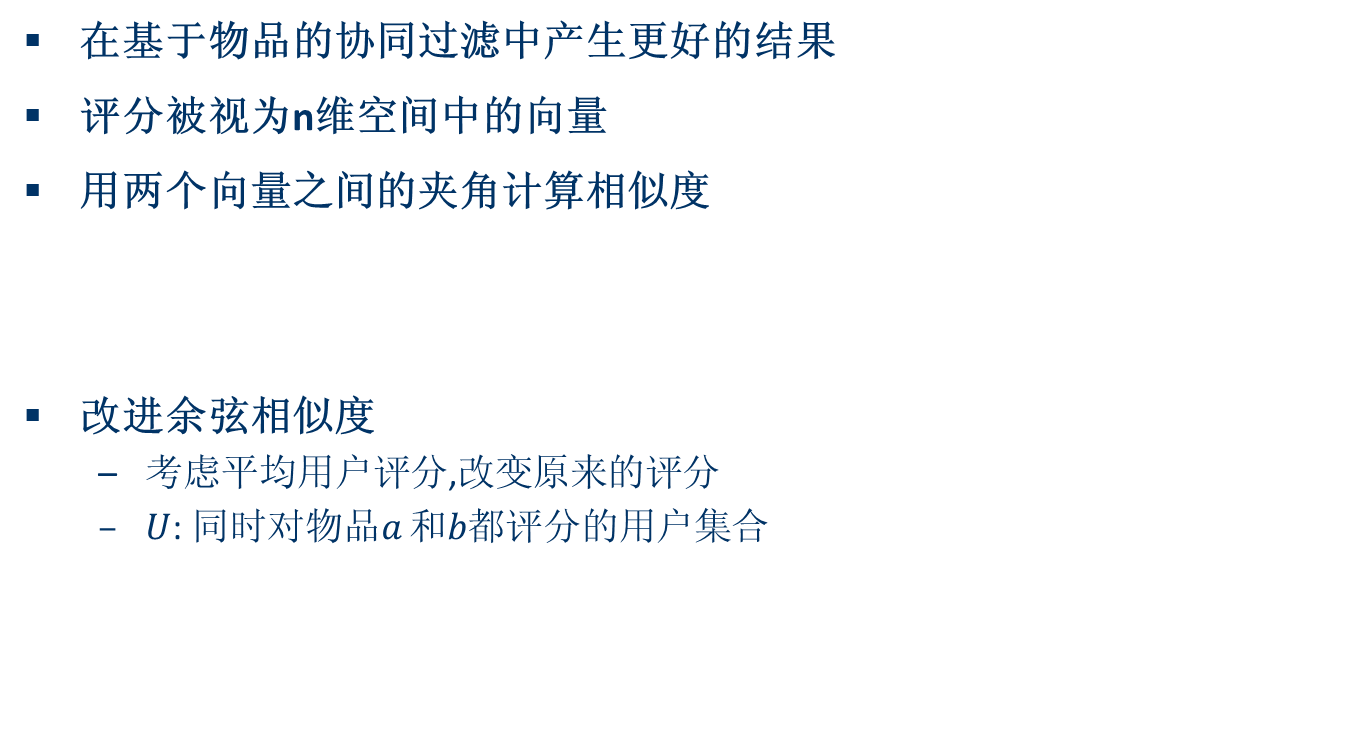 ▪ 在基于物品的协同过滤中产生更好的结果
▪ 评分被视为n维空间中的向量
▪ 用两个向量之间的夹角计算相似度
▪ 改进余弦相似度
– 考虑平均用户评分,改变原来的评分
– U: 同时对物品a 和b都评分的用户集合